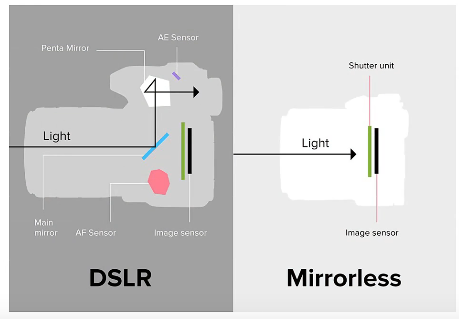 AE Sensor
Penta Mirror
Light
Main
mirror
AF Sensor
Image sensor
DSLR
Shutter unit
Light
Image sensor
Mirrorless